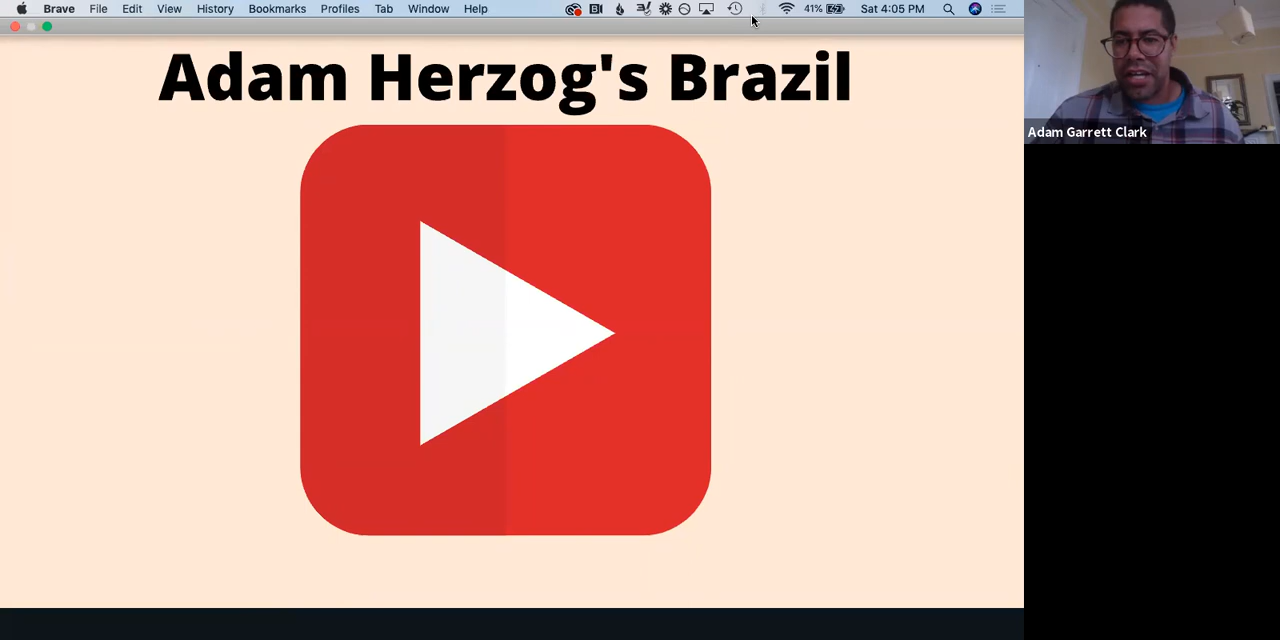 Brave File Edit View History Bookmarks Profiles Tab Window Help 41% Sat 4:05 PM
Adam Herzog's Brazil
Adam Garrett Clark